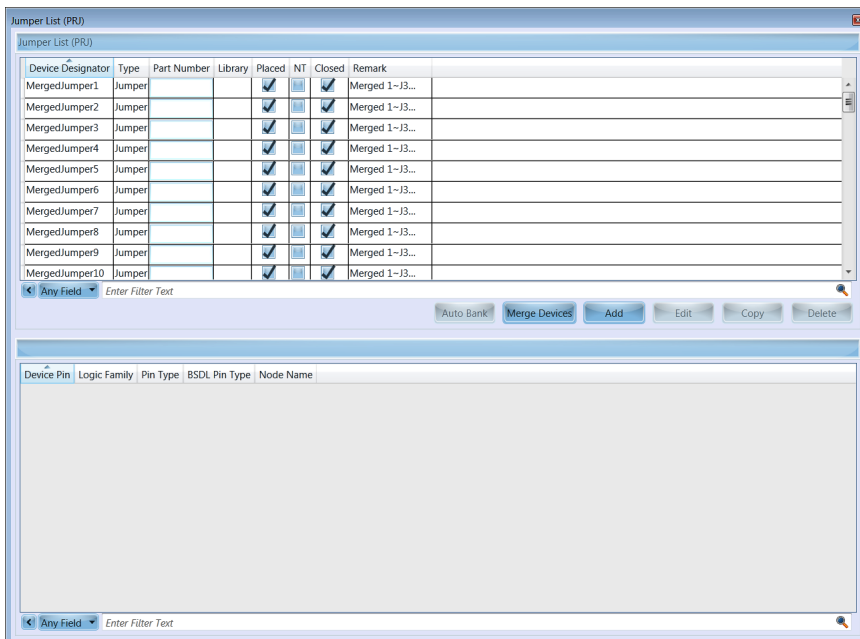 Jumper List (PRJ)
Jumper List (PRJ)
Device Designator Type Part Number Library Placed NT Closed Remark
MergedJumper1 Jumper Merged 1~J3...
MergedJumper2 Jumper Merged 1~J3...
MergedJumper3 Jumper Merged 1~J3...
MergedJumper4 Jumper Merged 1~J3...
MergedJumper5 Jumper Merged 1~J3...
MergedJumper6 Jumper Merged 1~J3...
MergedJumper7 Jumper Merged 1~J3...
MergedJumper8 Jumper Merged 1~J3...
MergedJumper9 Jumper Merged 1~J3...
MergedJumper10 Jumper Merged 1~J3...
Any Field Enter Filter Text
Auto Bank Merge Devices Add Edit Copy Delete
Device Pin Logic Family Pin Type BSDL Pin Type Node Name
Any Field Enter Filter Text